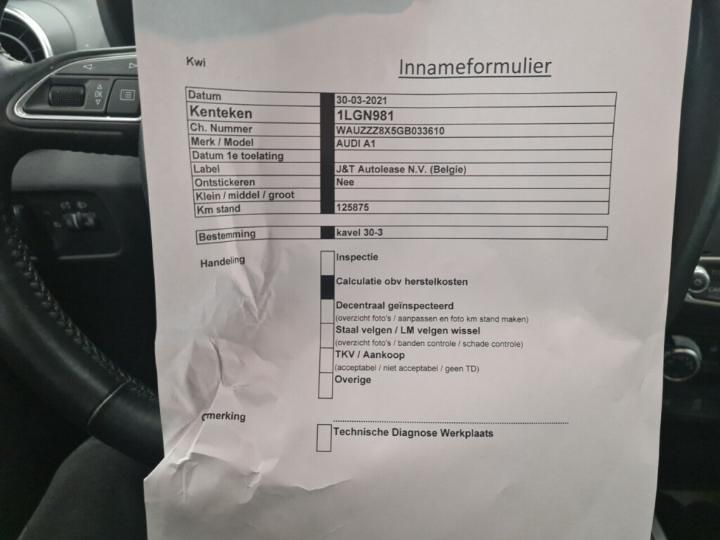 Kwi
Innameformulier
Datum 30-03-2021
Kenteken 1LGN981
Ch. Nummer WAUZZZ8X5GB033610
Merk / Model AUDI A1
Datum 1e toelating
Label J&T Autolease N.V. (Belgie)
Ontstickeren Nee
Klein / middel / groot
Km stand 125875
Bestemming kavel 30-3
Handeling Inspectie
Calculatie obv herstelkosten
Decentraal geïnspecteerd
(overzicht foto's / aanpassen en foto km stand maken)
Staal velgen / LM velgen wissel
(overzicht foto's / banden controle / schade controle)
TKV / Aankoop
(acceptabel / niet acceptabel / geen TD)
Overige
merking
Technische Diagnose Werkplaats
OK